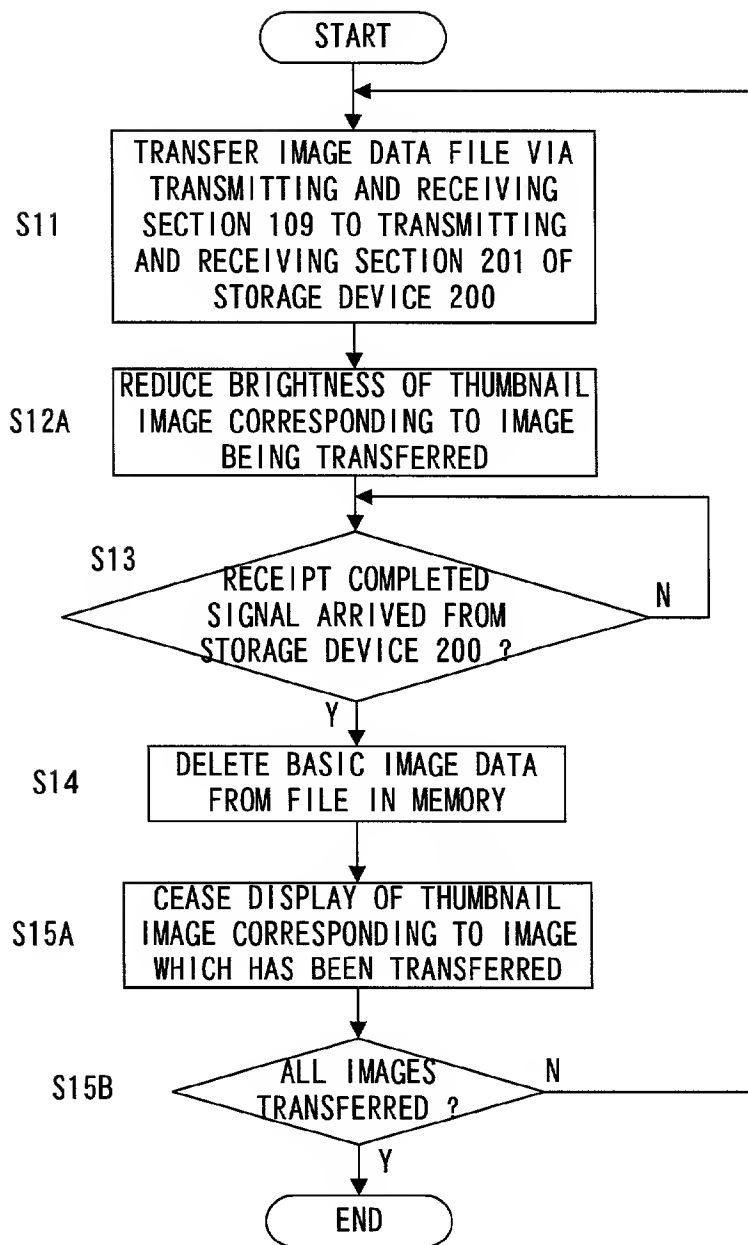 START
S11
TRANSFER IMAGE DATA FILE VIA
TRANSMITTING AND RECEIVING
SECTION 109 TO TRANSMITTING
AND RECEIVING SECTION 201 OF
STORAGE DEVICE 200
S12A
REDUCE BRIGHTNESS OF THUMBNAIL
IMAGE CORRESPONDING TO IMAGE
BEING TRANSFERRED
S13
RECEIPT COMPLETED
SIGNAL ARRIVED FROM
STORAGE DEVICE 200 ?
N
Y
S14
DELETE BASIC IMAGE DATA
FROM FILE IN MEMORY
S15A
CEASE DISPLAY OF THUMBNAIL
IMAGE CORRESPONDING TO IMAGE
WHICH HAS BEEN TRANSFERRED
S15B
ALL IMAGES
TRANSFERRED ?
N
Y
END